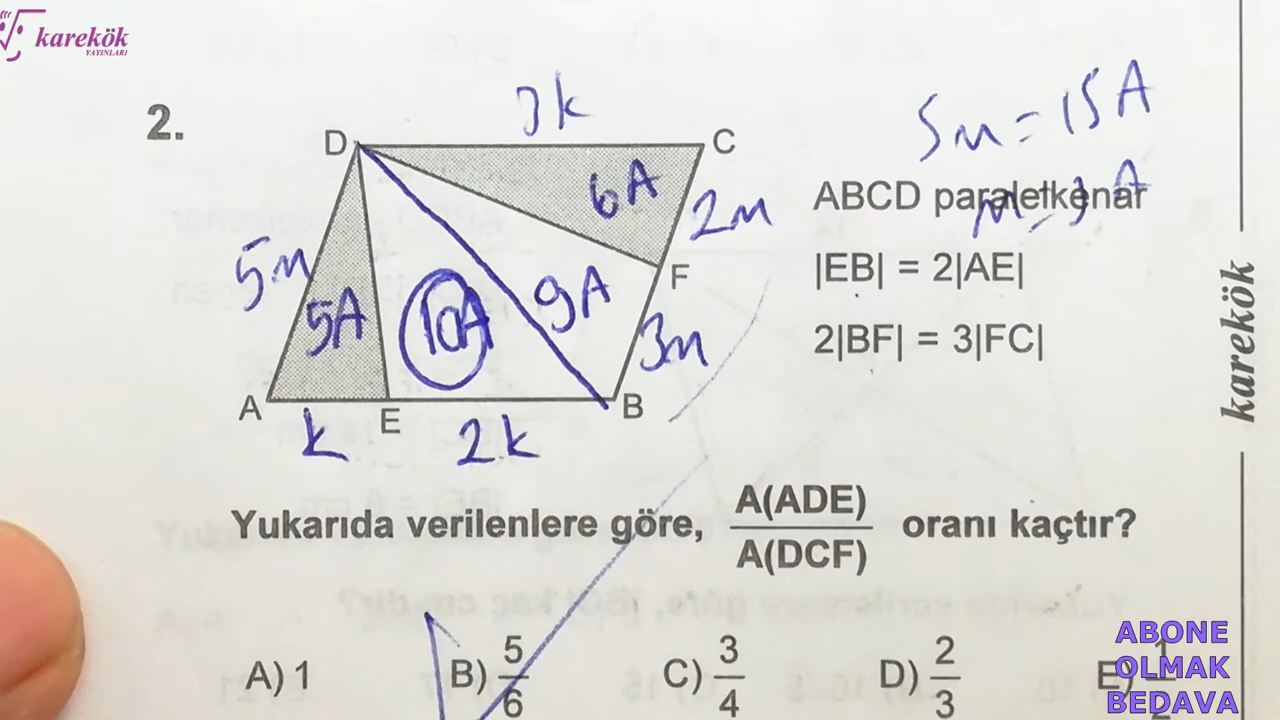 karekök
YAYINLARI
2.
D
3k
C
5m = 15A
m = 3A
6A
2m
ABCD paralelkenar
5m
5A
10A
9A
F
3m
|EB| = 2|AE|
2|BF| = 3|FC|
A
k
E
2k
B
karekök
Yukarıda verilenlere göre, A(ADE)/A(DCF) oranı kaçtır?
A) 1 B) 5/6 C) 3/4 D) 2/3 E) 1/2
ABONE
OLMAK
BEDAVA